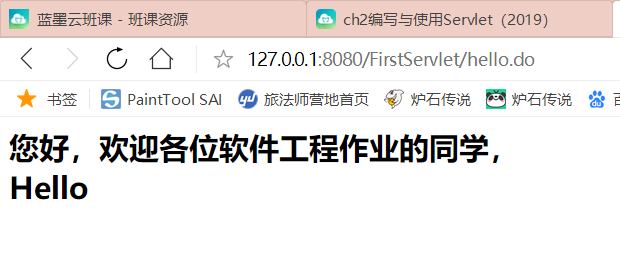 蓝墨云班课 - 班课资源
ch2编写与使用Servlet（2019）
127.0.0.1:8080/FirstServlet/hello.do
书签
PaintTool SAI
旅法师营地首页
炉石传说
炉石传说
您好，欢迎各位软件工程作业的同学，
Hello